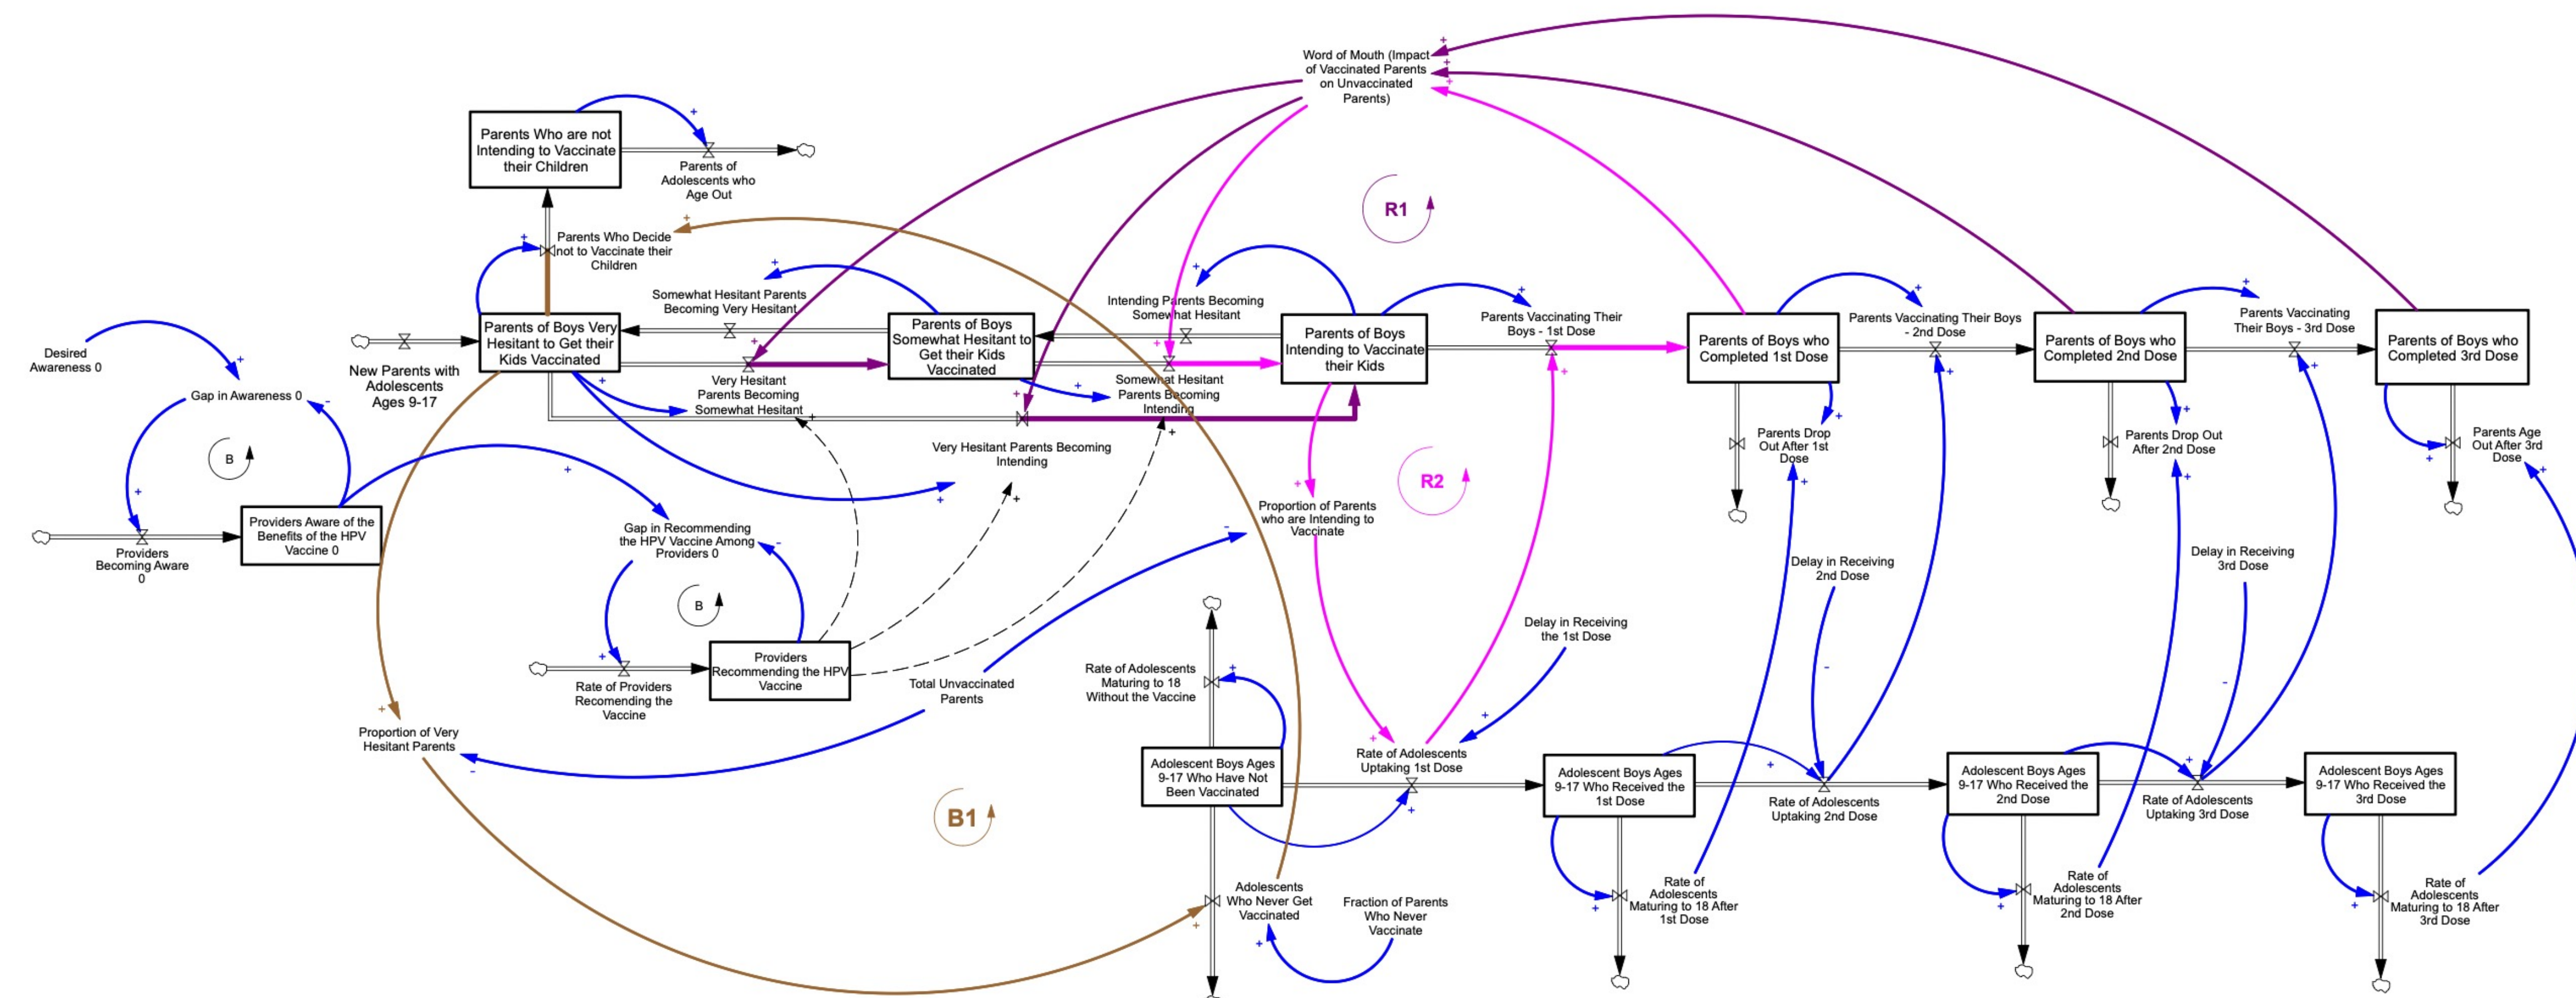 Word of Mouth (Impact
of Vaccinated Parents
on Unvaccinated
Parents)
Parents Who are not
Intending to Vaccinate
their Children
Parents of
Adolescents who
Age Out
R1
Parents Who Decide
not to Vaccinate their
Children
Somewhat Hesitant Parents
Becoming Very Hesitant
Intending Parents Becoming
Somewhat Hesitant
Parents Vaccinating Their
Boys - 1st Dose
Parents Vaccinating Their Boys
- 2nd Dose
Parents Vaccinating
Their Boys - 3rd Dose
Desired
Awareness 0
New Parents with
Adolescents
Ages 9-17
Parents of Boys Very
Hesitant to Get their
Kids Vaccinated
Parents of Boys
Somewhat Hesitant to
Get their Kids
Vaccinated
Parents of Boys
Intending to Vaccinate
their Kids
Parents of Boys who
Completed 1st Dose
Parents of Boys who
Completed 2nd Dose
Parents of Boys who
Completed 3rd Dose
Gap in Awareness 0
Very Hesitant
Parents Becoming
Somewhat Hesitant
Somewhat Hesitant
Parents Becoming
Intending
B
Very Hesitant Parents Becoming
Intending
Parents Drop
Out After 1st
Dose
Parents Drop Out
After 2nd Dose
Parents Age
Out After 3rd
Dose
R2
Providers Aware of the
Benefits of the HPV
Vaccine 0
Providers
Becoming Aware
0
Gap in Recommending
the HPV Vaccine Among
Providers 0
Proportion of Parents
who are Intending to
Vaccinate
Delay in Receiving
2nd Dose
Delay in Receiving
3rd Dose
B
Delay in Receiving
the 1st Dose
Providers
Recommending the HPV
Vaccine
Rate of Providers
Recomending the
Vaccine
Total Unvaccinated
Parents
Rate of Adolescents
Maturing to 18
Without the Vaccine
Proportion of Very
Hesitant Parents
Rate of Adolescents
Uptaking 1st Dose
Adolescent Boys Ages
9-17 Who Have Not
Been Vaccinated
Adolescent Boys Ages
9-17 Who Received the
1st Dose
Rate of Adolescents
Uptaking 2nd Dose
Adolescent Boys Ages
9-17 Who Received the
2nd Dose
Rate of Adolescents
Uptaking 3rd Dose
Adolescent Boys Ages
9-17 Who Received the
3rd Dose
B1
Adolescents
Who Never Get
Vaccinated
Fraction of Parents
Who Never
Vaccinate
Rate of
Adolescents
Maturing to 18 After
1st Dose
Rate of
Adolescents
Maturing to 18 After
2nd Dose
Rate of
Adolescents
Maturing to 18 After
3rd Dose